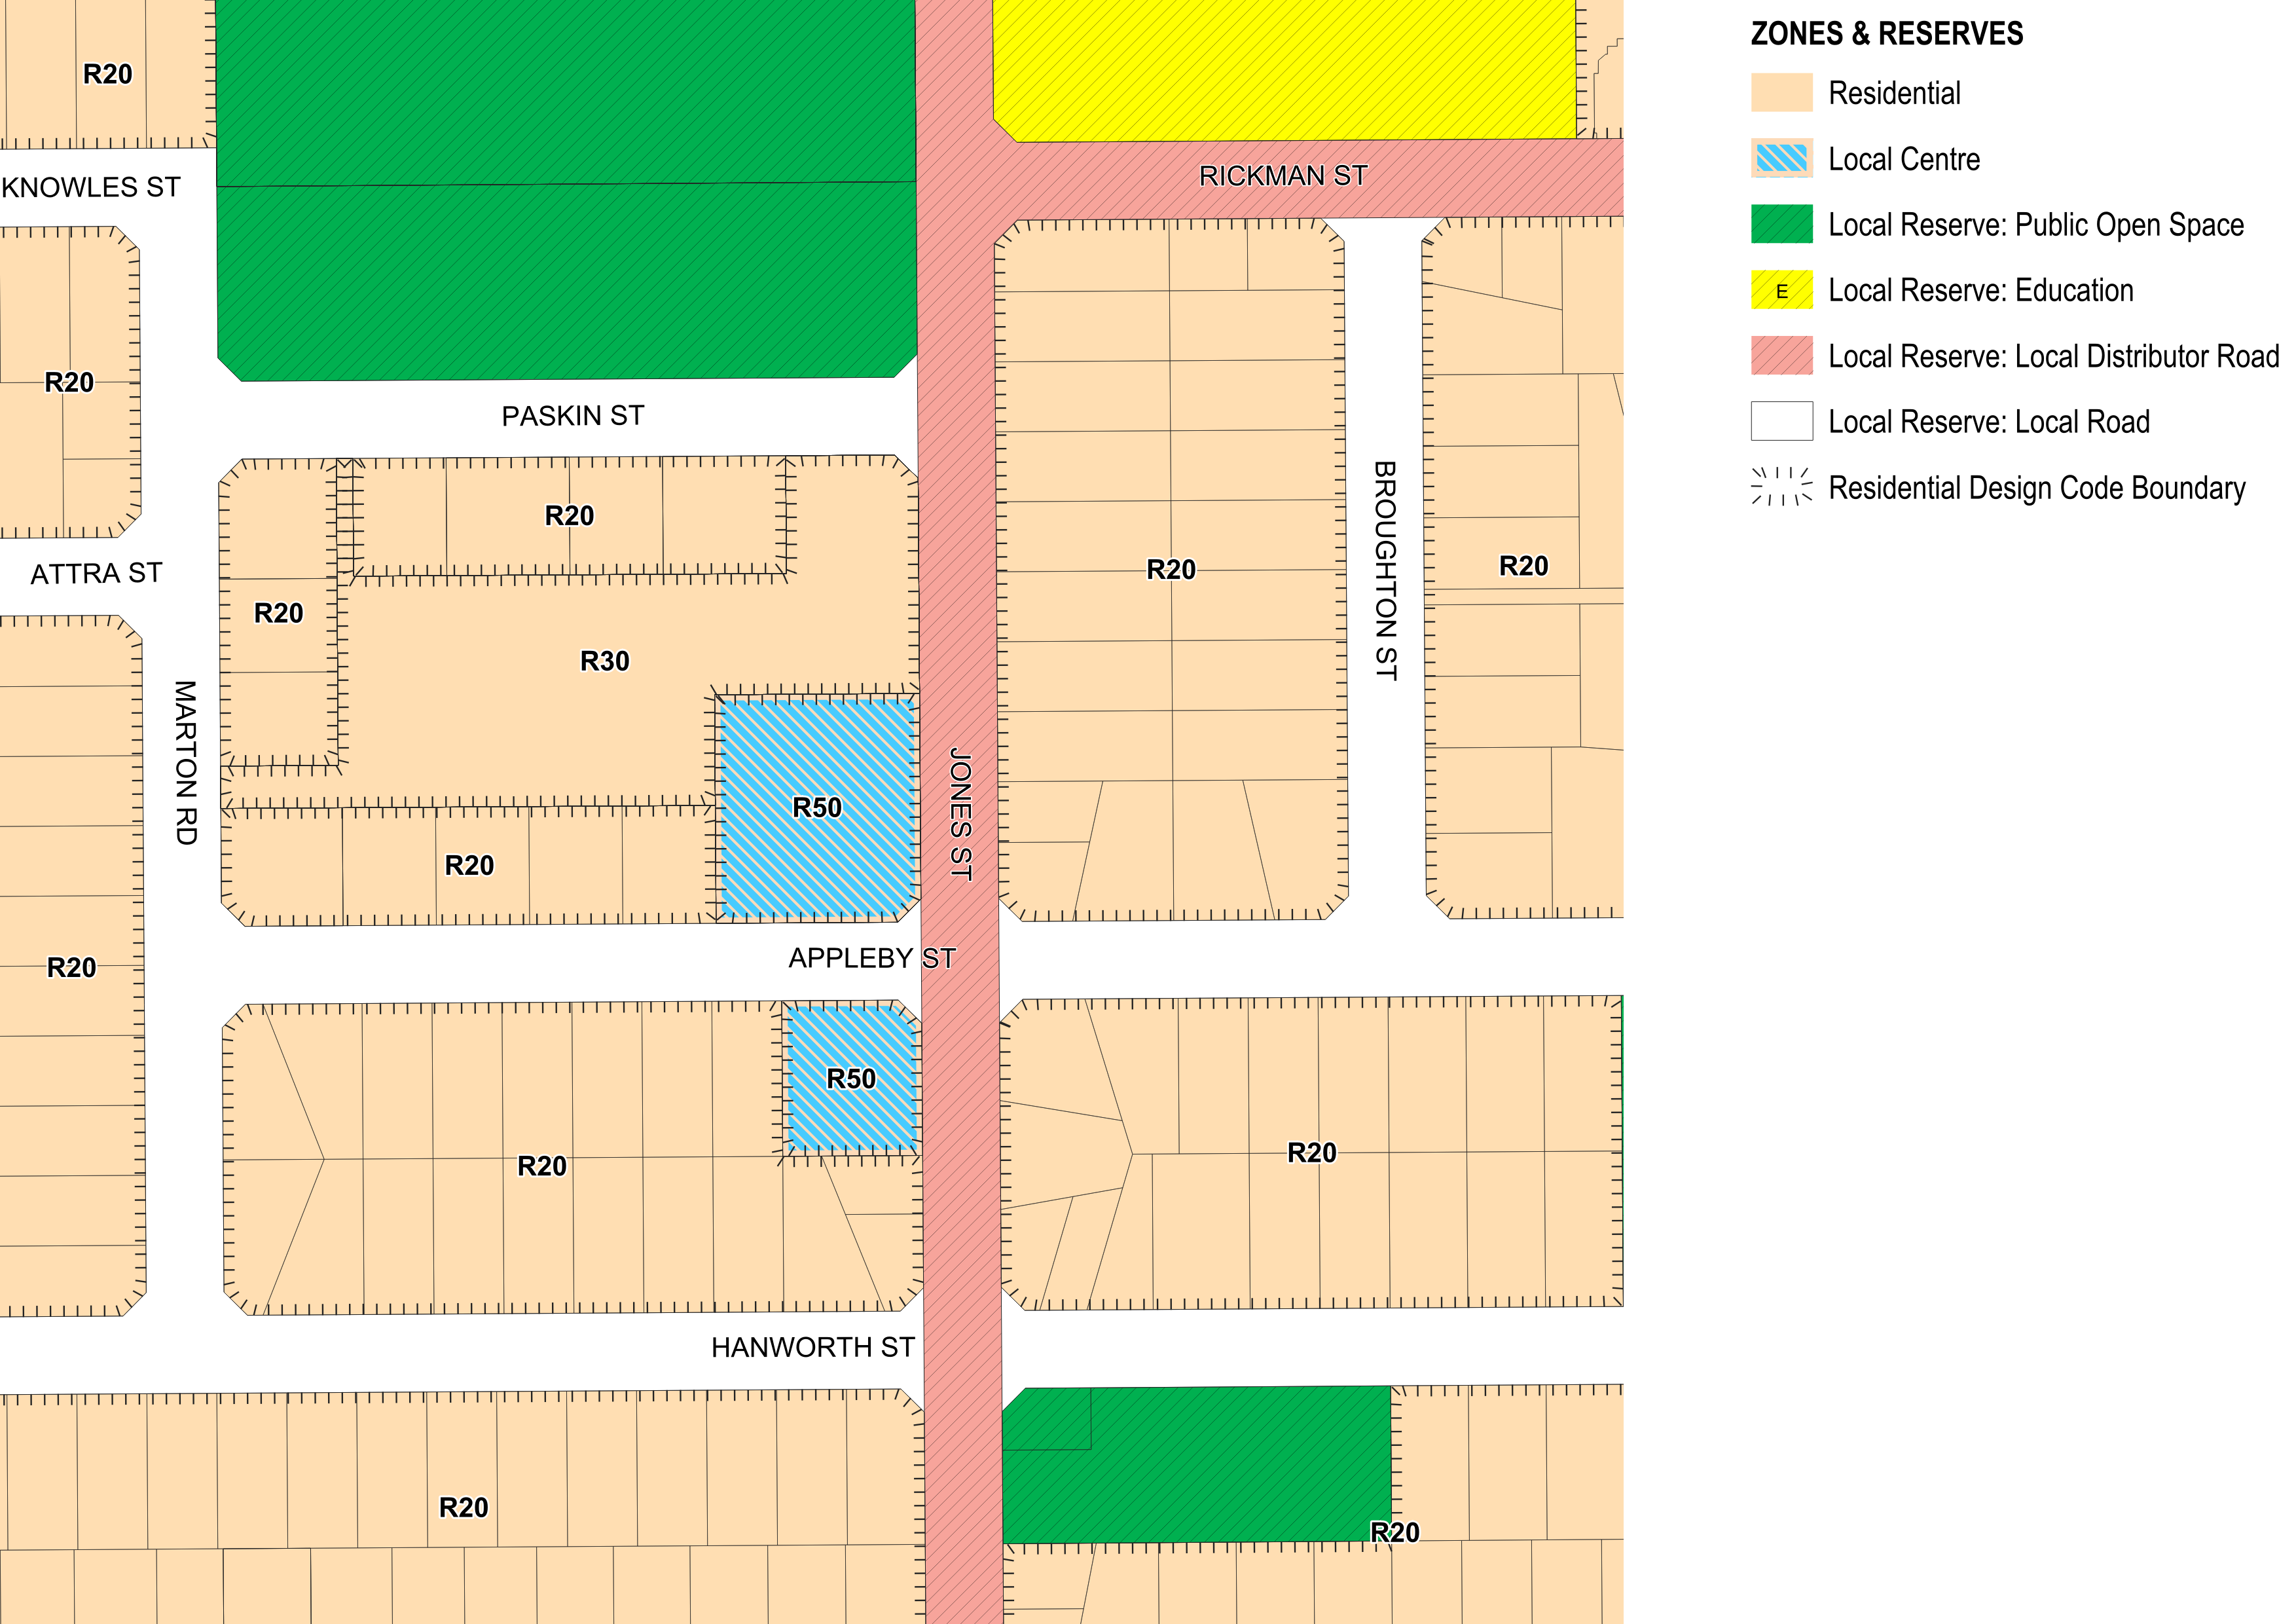 ZONES & RESERVES
Residential
Local Centre
Local Reserve: Public Open Space
E
Local Reserve: Education
Local Reserve: Local Distributor Road
Local Reserve: Local Road
Residential Design Code Boundary
R20
KNOWLES ST
RICKMAN ST
R20
PASKIN ST
R20
BROUGHTON ST
R20
R20
ATTRA ST
R20
R30
MARTON RD
JONES ST
R50
R20
APPLEBY ST
R20
R50
R20
R20
HANWORTH ST
R20
R20